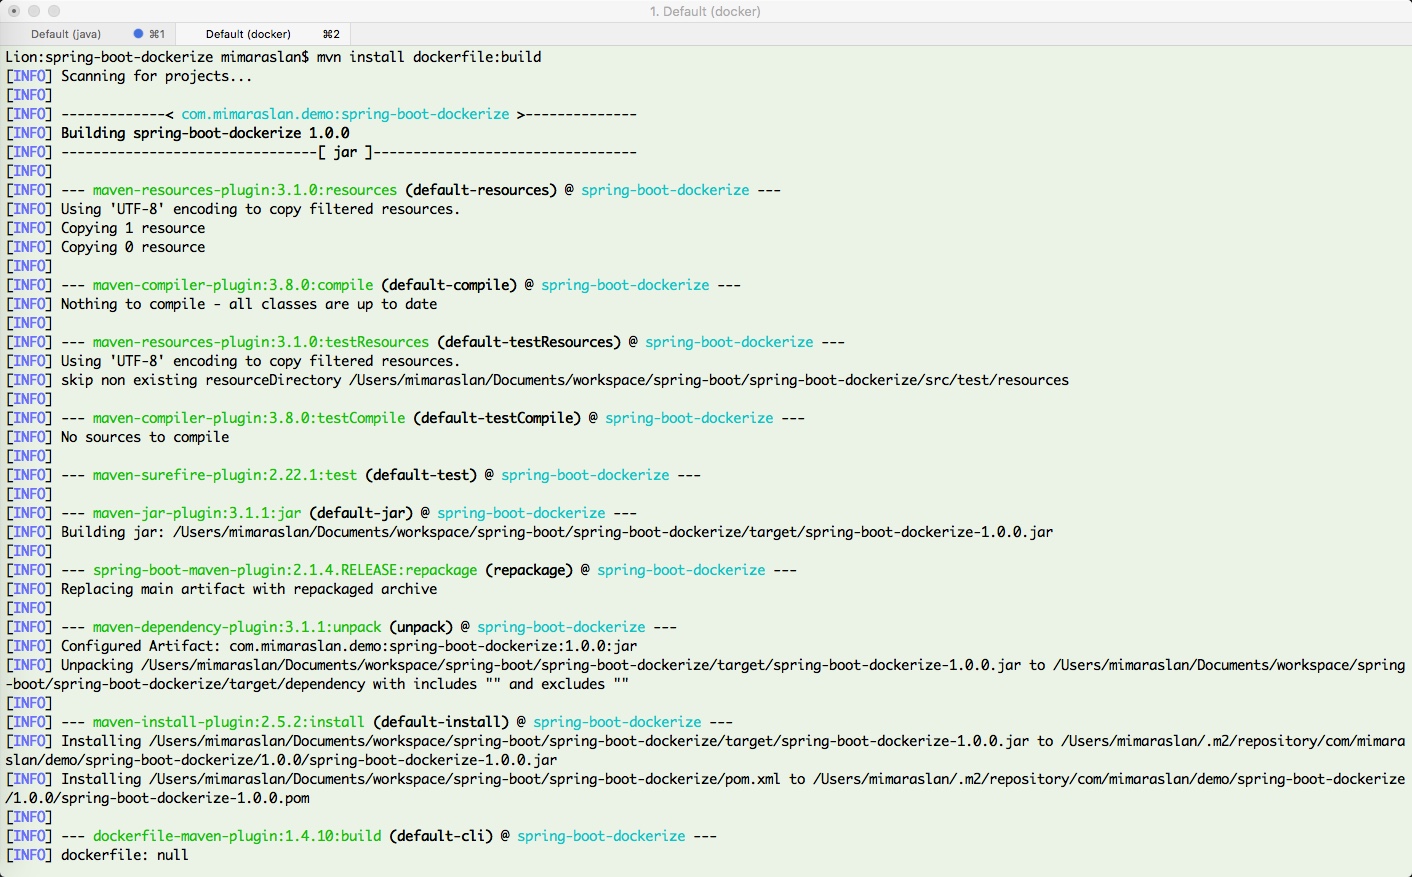 1. Default (docker)
Default (java) ⌘1 Default (docker) ⌘2
Lion:spring-boot-dockerize mimaraslan$ mvn install dockerfile:build
[INFO] Scanning for projects...
[INFO]
[INFO] -------------< com.mimaraslan.demo:spring-boot-dockerize >--------------
[INFO] Building spring-boot-dockerize 1.0.0
[INFO] --------------------------------[ jar ]---------------------------------
[INFO]
[INFO] --- maven-resources-plugin:3.1.0:resources (default-resources) @ spring-boot-dockerize ---
[INFO] Using 'UTF-8' encoding to copy filtered resources.
[INFO] Copying 1 resource
[INFO] Copying 0 resource
[INFO]
[INFO] --- maven-compiler-plugin:3.8.0:compile (default-compile) @ spring-boot-dockerize ---
[INFO] Nothing to compile - all classes are up to date
[INFO]
[INFO] --- maven-resources-plugin:3.1.0:testResources (default-testResources) @ spring-boot-dockerize ---
[INFO] Using 'UTF-8' encoding to copy filtered resources.
[INFO] skip non existing resourceDirectory /Users/mimaraslan/Documents/workspace/spring-boot/spring-boot-dockerize/src/test/resources
[INFO]
[INFO] --- maven-compiler-plugin:3.8.0:testCompile (default-testCompile) @ spring-boot-dockerize ---
[INFO] No sources to compile
[INFO]
[INFO] --- maven-surefire-plugin:2.22.1:test (default-test) @ spring-boot-dockerize ---
[INFO]
[INFO] --- maven-jar-plugin:3.1.1:jar (default-jar) @ spring-boot-dockerize ---
[INFO] Building jar: /Users/mimaraslan/Documents/workspace/spring-boot/spring-boot-dockerize/target/spring-boot-dockerize-1.0.0.jar
[INFO]
[INFO] --- spring-boot-maven-plugin:2.1.4.RELEASE:repackage (repackage) @ spring-boot-dockerize ---
[INFO] Replacing main artifact with repackaged archive
[INFO]
[INFO] --- maven-dependency-plugin:3.1.1:unpack (unpack) @ spring-boot-dockerize ---
[INFO] Configured Artifact: com.mimaraslan.demo:spring-boot-dockerize:1.0.0:jar
[INFO] Unpacking /Users/mimaraslan/Documents/workspace/spring-boot/spring-boot-dockerize/target/spring-boot-dockerize-1.0.0.jar to /Users/mimaraslan/Documents/workspace/spring
-boot/spring-boot-dockerize/target/dependency with includes "" and excludes ""
[INFO]
[INFO] --- maven-install-plugin:2.5.2:install (default-install) @ spring-boot-dockerize ---
[INFO] Installing /Users/mimaraslan/Documents/workspace/spring-boot/spring-boot-dockerize/target/spring-boot-dockerize-1.0.0.jar to /Users/mimaraslan/.m2/repository/com/mimara
slan/demo/spring-boot-dockerize/1.0.0/spring-boot-dockerize-1.0.0.jar
[INFO] Installing /Users/mimaraslan/Documents/workspace/spring-boot/spring-boot-dockerize/pom.xml to /Users/mimaraslan/.m2/repository/com/mimaraslan/demo/spring-boot-dockerize
/1.0.0/spring-boot-dockerize-1.0.0.pom
[INFO]
[INFO] --- dockerfile-maven-plugin:1.4.10:build (default-cli) @ spring-boot-dockerize ---
[INFO] dockerfile: null